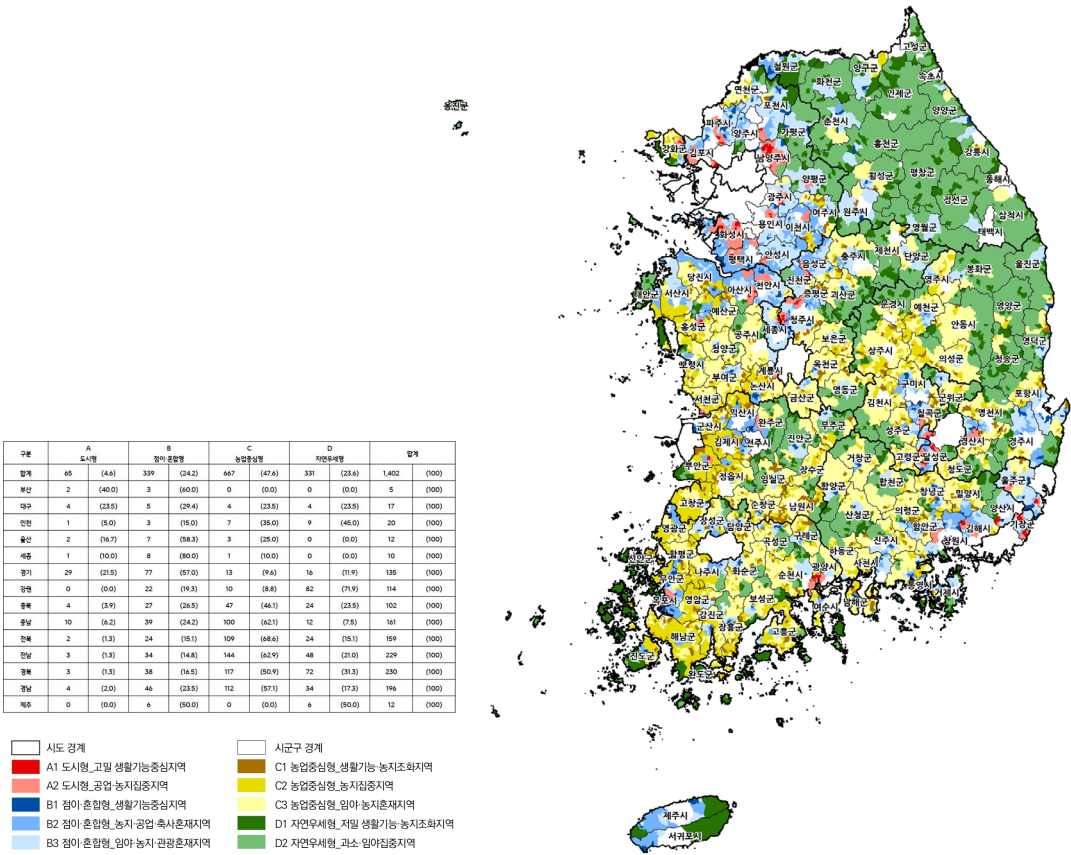 구분 A 도시형 B 점이·혼합형 C 농업중심형 D 자연우세형 합계
합계 65 (4.6) 339 (24.2) 667 (47.6) 331 (23.6) 1,402 (100)
부산 2 (40.0) 3 (60.0) 0 (0.0) 0 (0.0) 5 (100)
대구 4 (23.5) 5 (29.4) 4 (23.5) 4 (23.5) 17 (100)
인천 1 (5.0) 3 (15.0) 7 (35.0) 9 (45.0) 20 (100)
울산 2 (16.7) 7 (58.3) 3 (25.0) 0 (0.0) 12 (100)
세종 1 (10.0) 8 (80.0) 1 (10.0) 0 (0.0) 10 (100)
경기 29 (21.5) 77 (57.0) 13 (9.6) 16 (11.9) 135 (100)
강원 0 (0.0) 22 (19.3) 10 (8.8) 82 (71.9) 114 (100)
충북 4 (3.9) 27 (26.5) 47 (46.1) 24 (23.5) 102 (100)
충남 10 (6.2) 39 (24.2) 100 (62.1) 12 (7.5) 161 (100)
전북 2 (1.3) 24 (15.1) 109 (68.6) 24 (15.1) 159 (100)
전남 3 (1.3) 34 (14.8) 144 (62.9) 48 (21.0) 229 (100)
경북 3 (1.3) 38 (16.5) 117 (50.9) 72 (31.3) 230 (100)
경남 4 (2.0) 46 (23.5) 112 (57.1) 34 (17.3) 196 (100)
제주 0 (0.0) 6 (50.0) 0 (0.0) 6 (50.0) 12 (100)
시도 경계
A1 도시형_고밀 생활기능중심지역
A2 도시형_공업·농지집중지역
B1 점이·혼합형_생활기능중심지역
B2 점이·혼합형_농지·공업·축사혼재지역
B3 점이·혼합형_임야·농지·관광혼재지역
시군구 경계
C1 농업중심형_생활기능·농지조화지역
C2 농업중심형_농지집중지역
C3 농업중심형_임야·농지혼재지역
D1 자연우세형_저밀 생활기능·농지조화지역
D2 자연우세형_과소·임야집중지역
고성군
철원군
양구군
화천군
속초시
연천군
인제군
포천시
옹진군
양양군
파주시
춘천시
양주시
가평군
홍천군
강화군
김포시
강릉시
남양주시
횡성군
평창군
양평군
동해시
광주시
정선군
여주시
원주시
삼척시
용인시
이천시
영월군
태백시
화성시
제천시
안성시
단양군
평택시
충주시
음성군
울진군
봉화군
당진시
진천군
영주시
아산시
천안시
태안군
서산시
증평군
괴산군
문경시
예천군
영양군
예산군
청주시
홍성군
안동시
세종시
공주시
영덕군
보은군
청양군
상주시
의성군
청송군
보령시
옥천군
계룡시
부여군
구미시
논산시
영동군
포항시
서천군
금산군
군위군
김천시
익산시
칠곡군
영천시
군산시
완주군
무주군
성주군
김제시
전주시
진안군
경산시
경주시
고령군
달성군
거창군
부안군
장수군
청도군
정읍시
임실군
합천군
울주군
함양군
창녕군
밀양시
고창군
순창군
남원시
양산시
의령군
장성군
산청군
영광군
담양군
함안군
김해시
기장군
구례군
곡성군
진주시
창원시
함평군
하동군
신안군
사천시
나주시
화순군
광양시
순천시
무안군
통영시
거제시
목포시
영암군
보성군
여수시
남해군
강진군
장흥군
고흥군
해남군
진도군
완도군
제주시
서귀포시